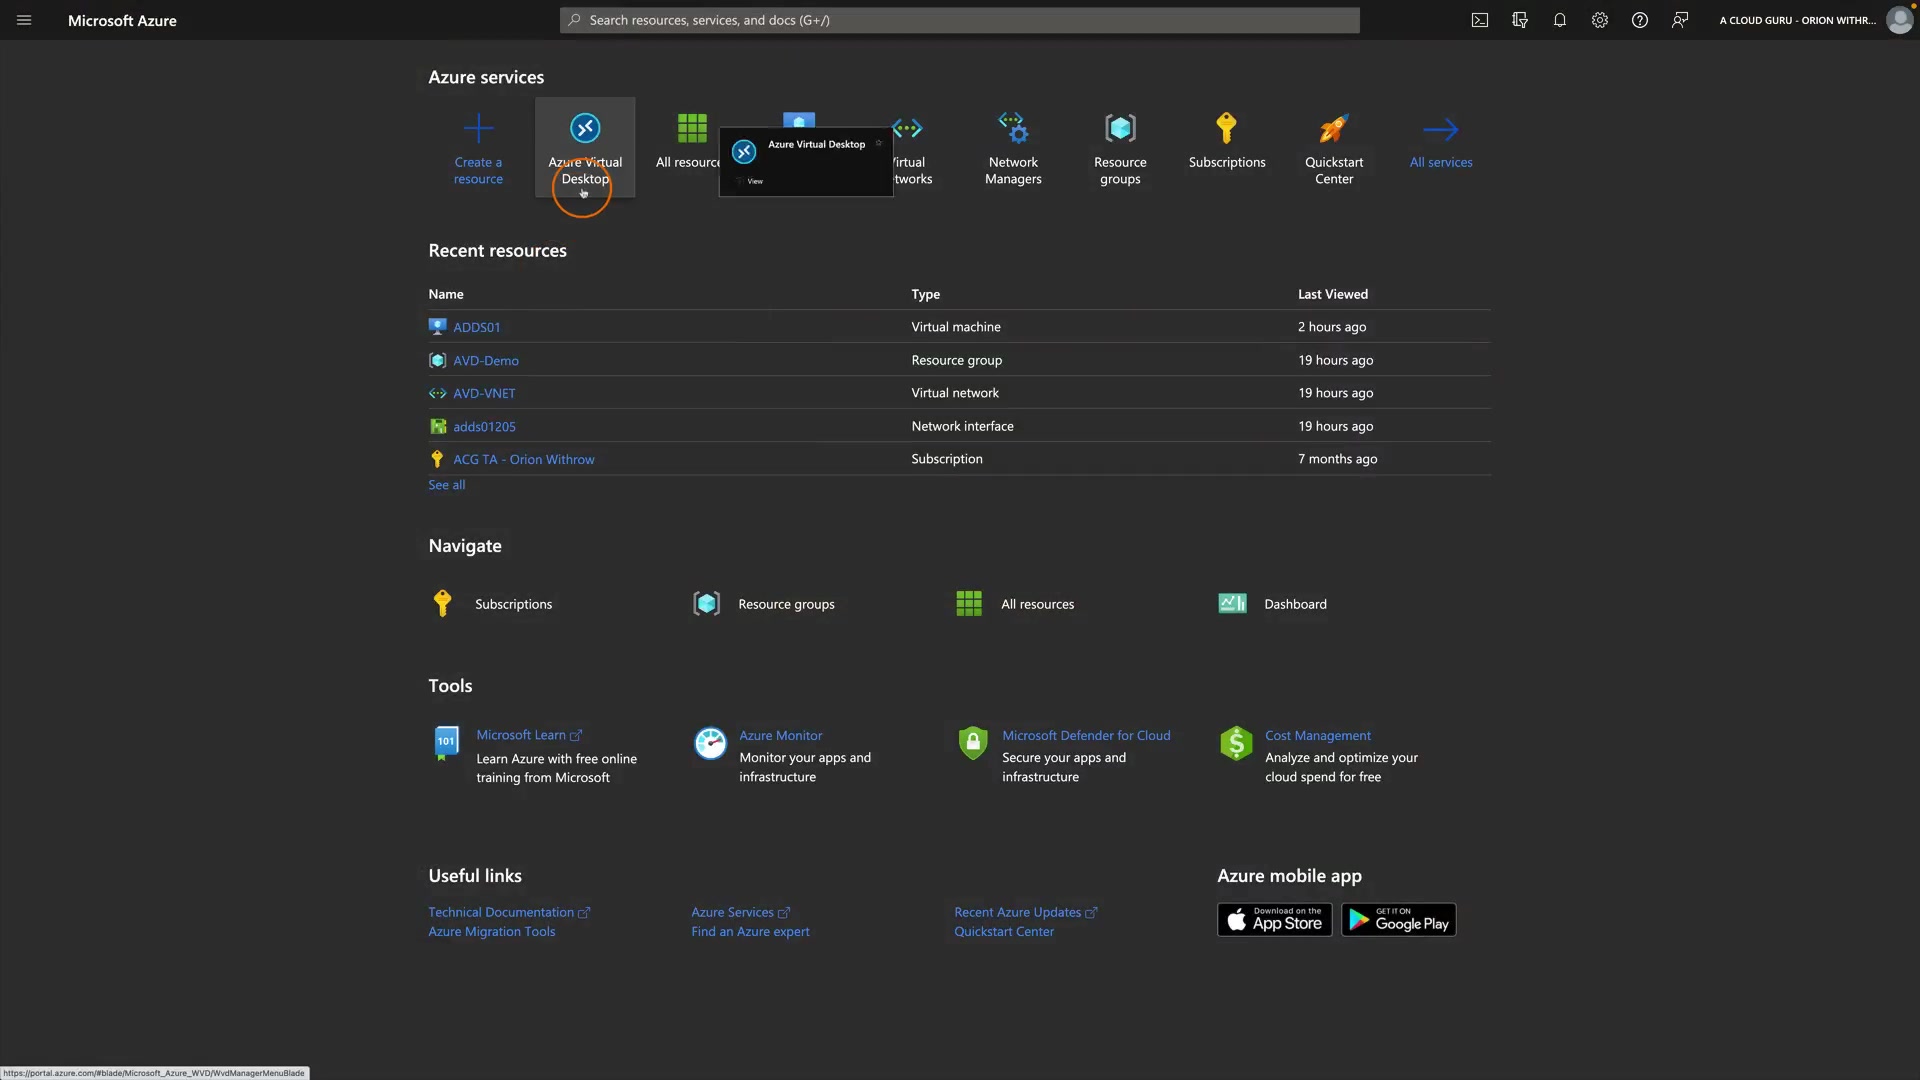 Microsoft Azure
Search resources, services, and docs (G+/)
A CLOUD GURU - ORION WITHR...
Azure services
Create a
resource
Azure Virtual
Desktop
All resource
Azure Virtual Desktop
View
irtual
tworks
Network
Managers
Resource
groups
Subscriptions
Quickstart
Center
All services
Recent resources
Name Type Last Viewed
ADDS01 Virtual machine 2 hours ago
AVD-Demo Resource group 19 hours ago
AVD-VNET Virtual network 19 hours ago
adds01205 Network interface 19 hours ago
ACG TA - Orion Withrow Subscription 7 months ago
See all
Navigate
Subscriptions Resource groups All resources Dashboard
Tools
101
Microsoft Learn
Learn Azure with free online
training from Microsoft
Azure Monitor
Monitor your apps and
infrastructure
Microsoft Defender for Cloud
Secure your apps and
infrastructure
Cost Management
Analyze and optimize your
cloud spend for free
Useful links
Technical Documentation
Azure Migration Tools
Azure Services
Find an Azure expert
Recent Azure Updates
Quickstart Center
Azure mobile app
Download on the
App Store
GET IT ON
Google Play
https://portal.azure.com/#blade/Microsoft_Azure_WVD/WvdManagerMenuBlade